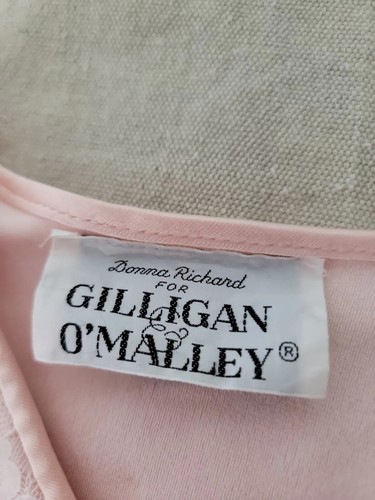 Donna Richard
FOR
GILLIGAN
&
O'MALLEY®